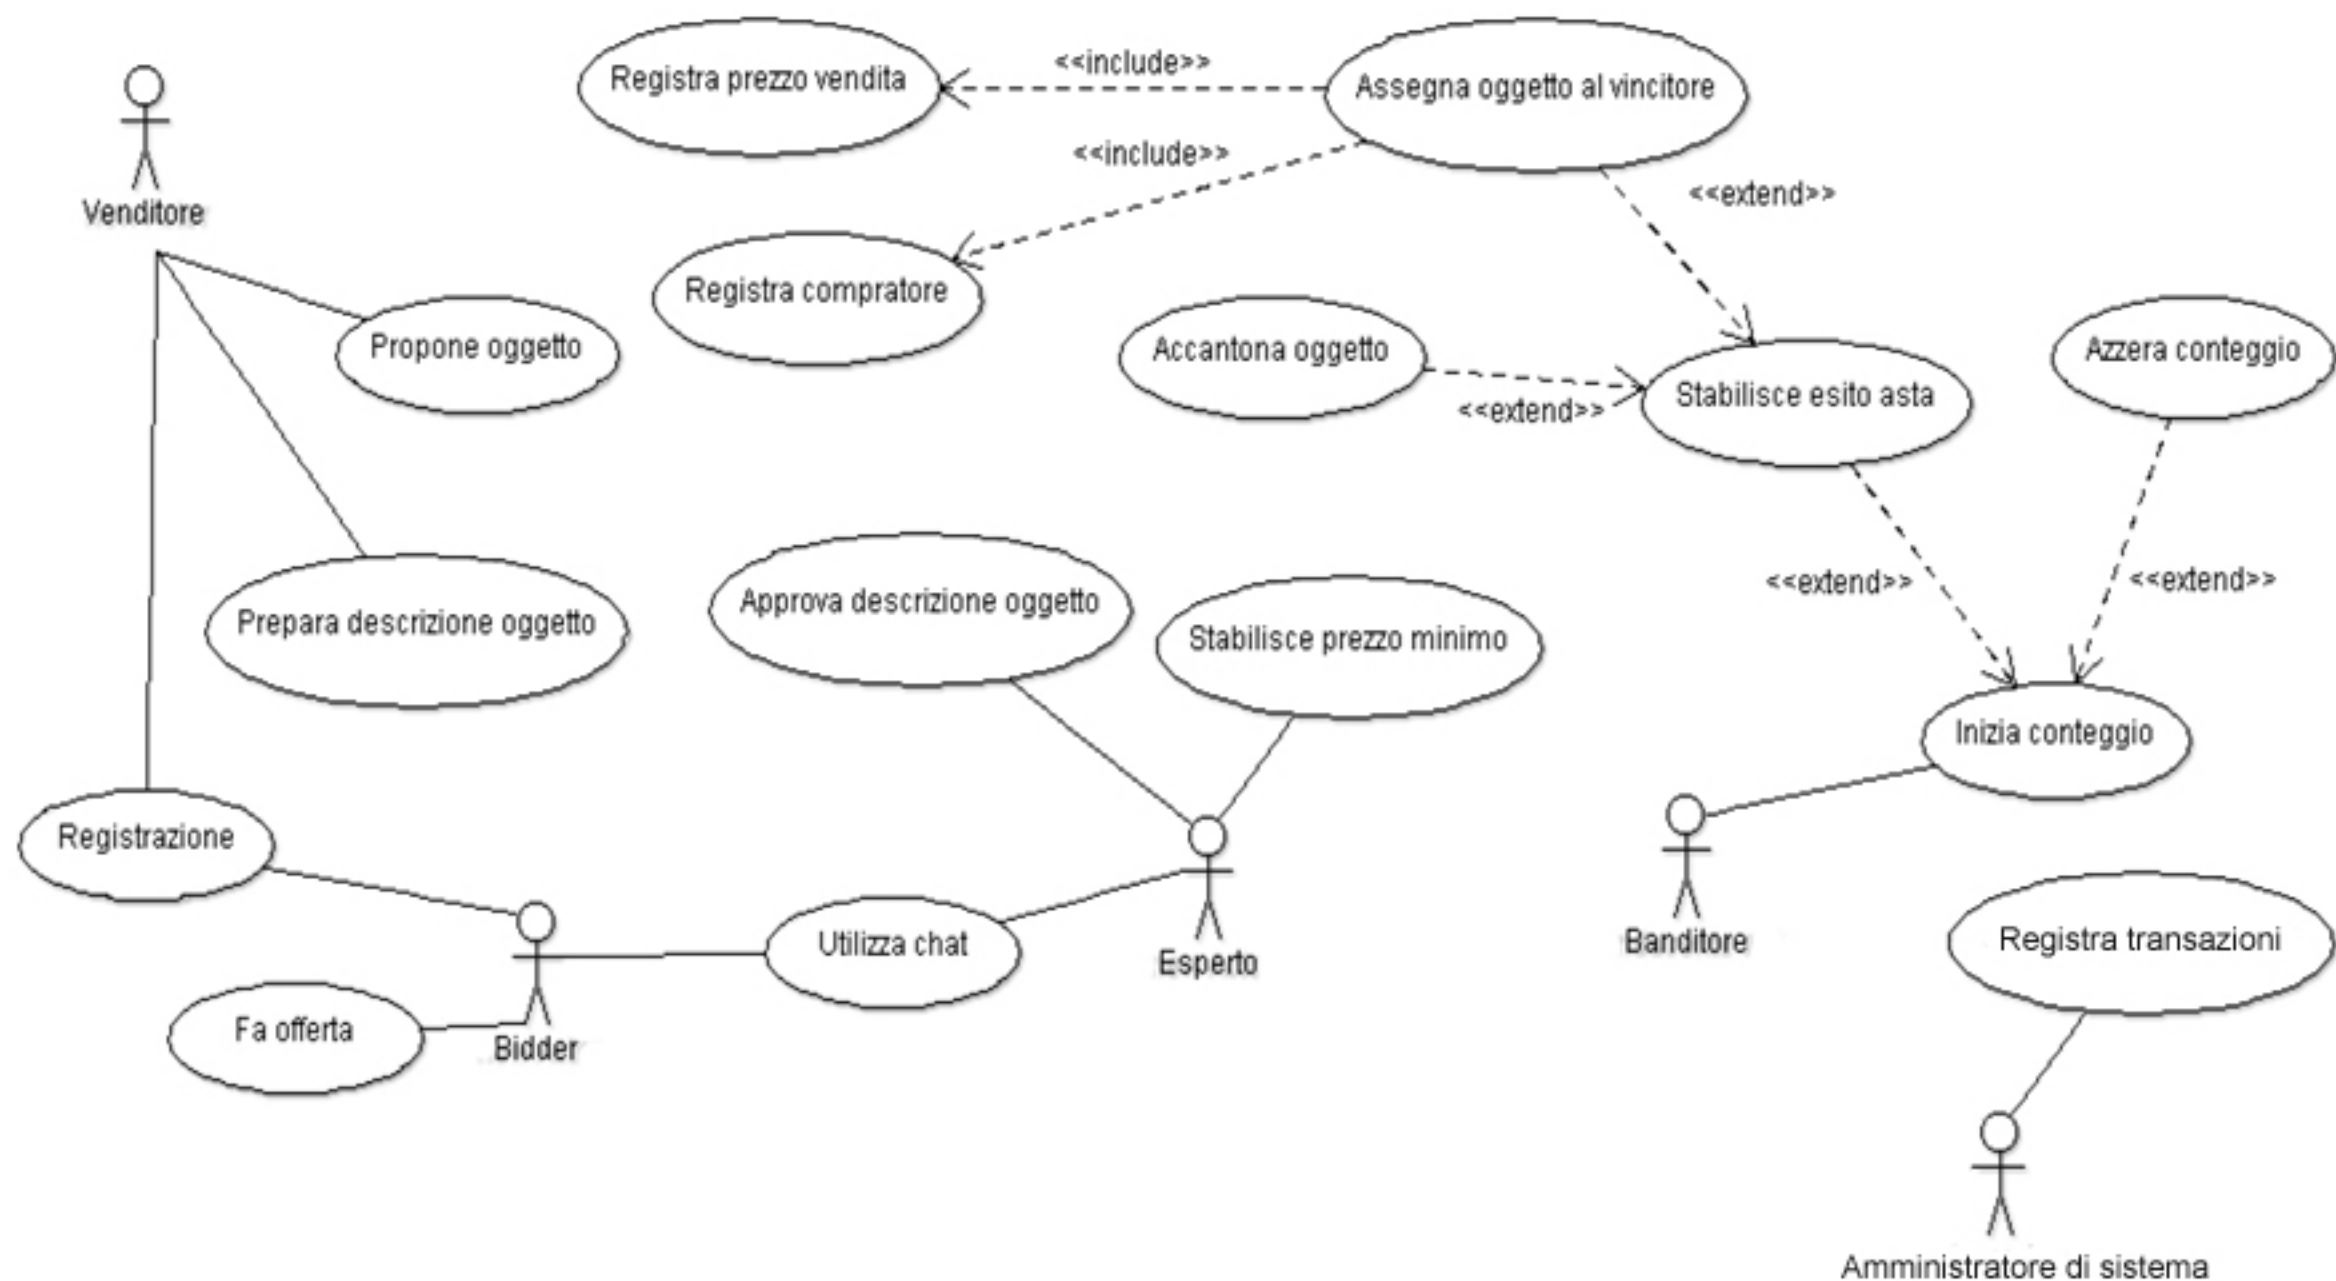 <<include>>
Registra prezzo vendita
Assegna oggetto al vincitore
<<include>>
<<extend>>
Venditore
Registra compratore
Propone oggetto
Accantona oggetto
Azzera conteggio
Stabilisce esito asta
<<extend>>
Approva descrizione oggetto
<<extend>>
<<extend>>
Prepara descrizione oggetto
Stabilisce prezzo minimo
Inizia conteggio
Registrazione
Utilizza chat
Banditore
Registra transazioni
Esperto
Fa offerta
Bidder
Amministratore di sistema